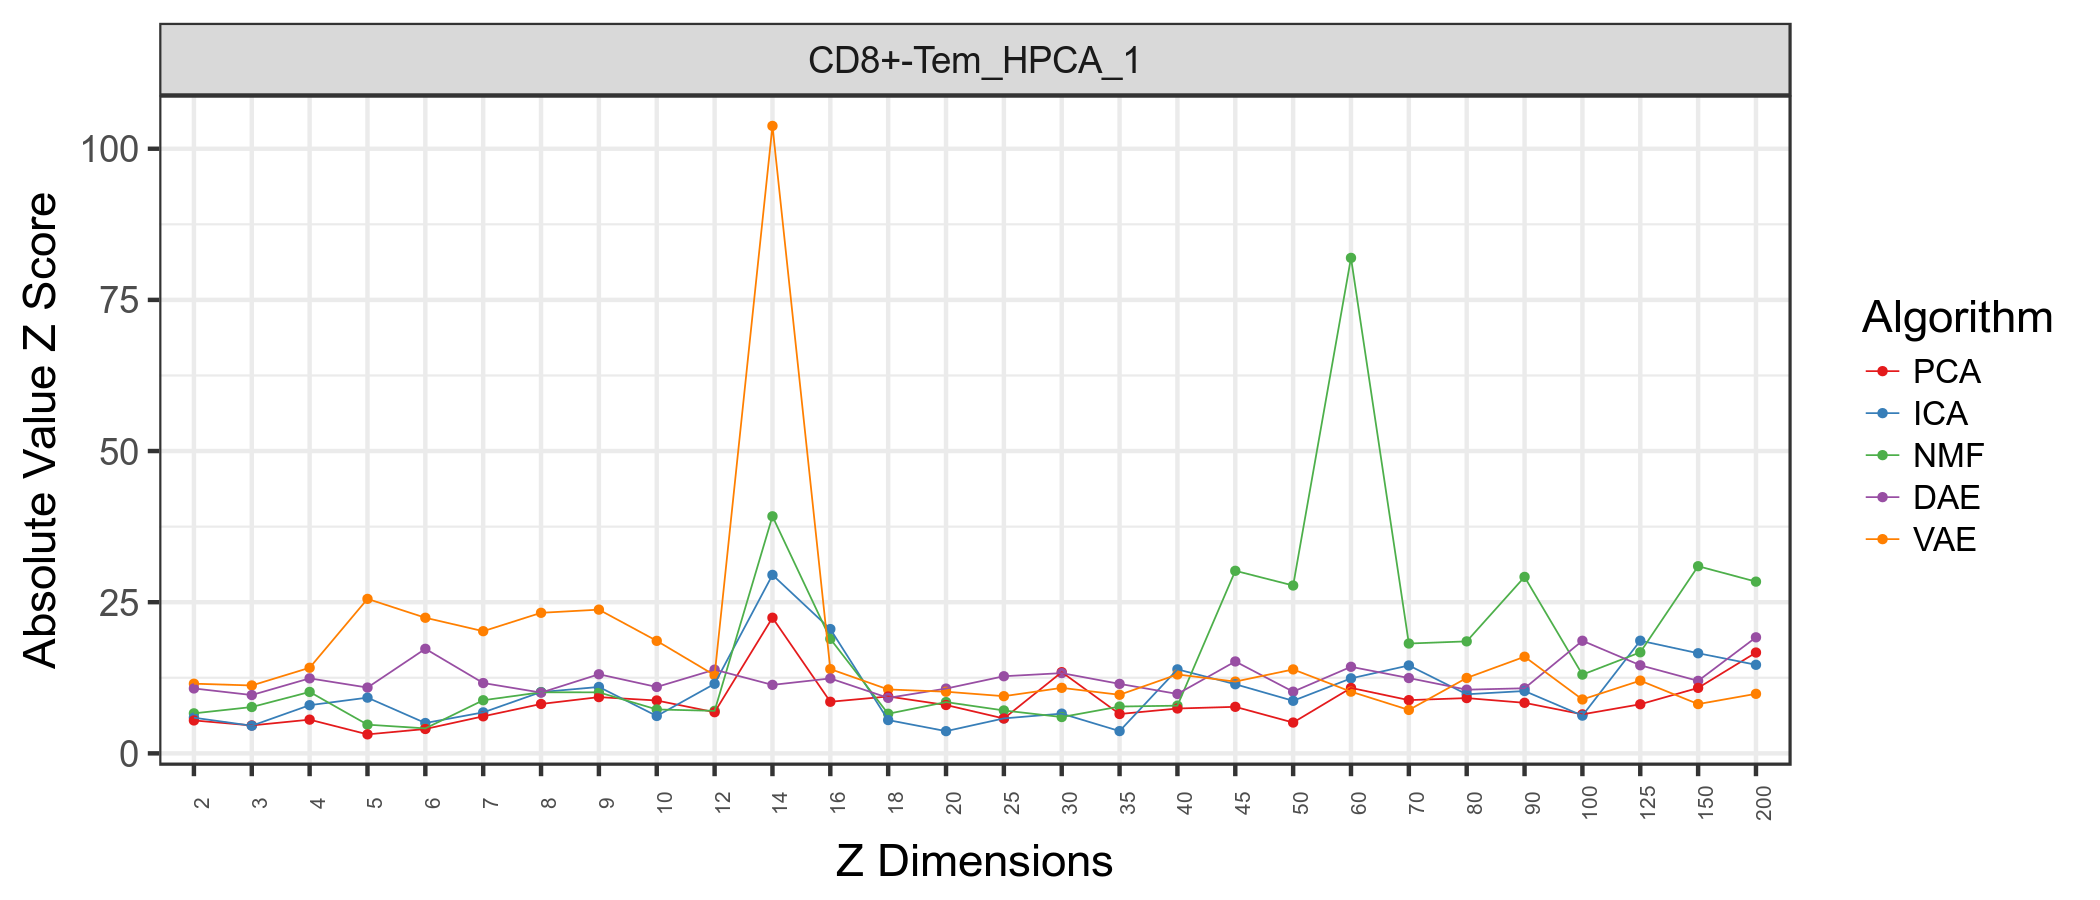 CD8+-Tem_HPCA_1
100
75
50
25
0
Absolute Value Z Score
2 3 4 5 6 7 8 9 10 12 14 16 18 20 25 30 35 40 45 50 60 70 80 90 100 125 150 200
Z Dimensions
Algorithm
PCA
ICA
NMF
DAE
VAE